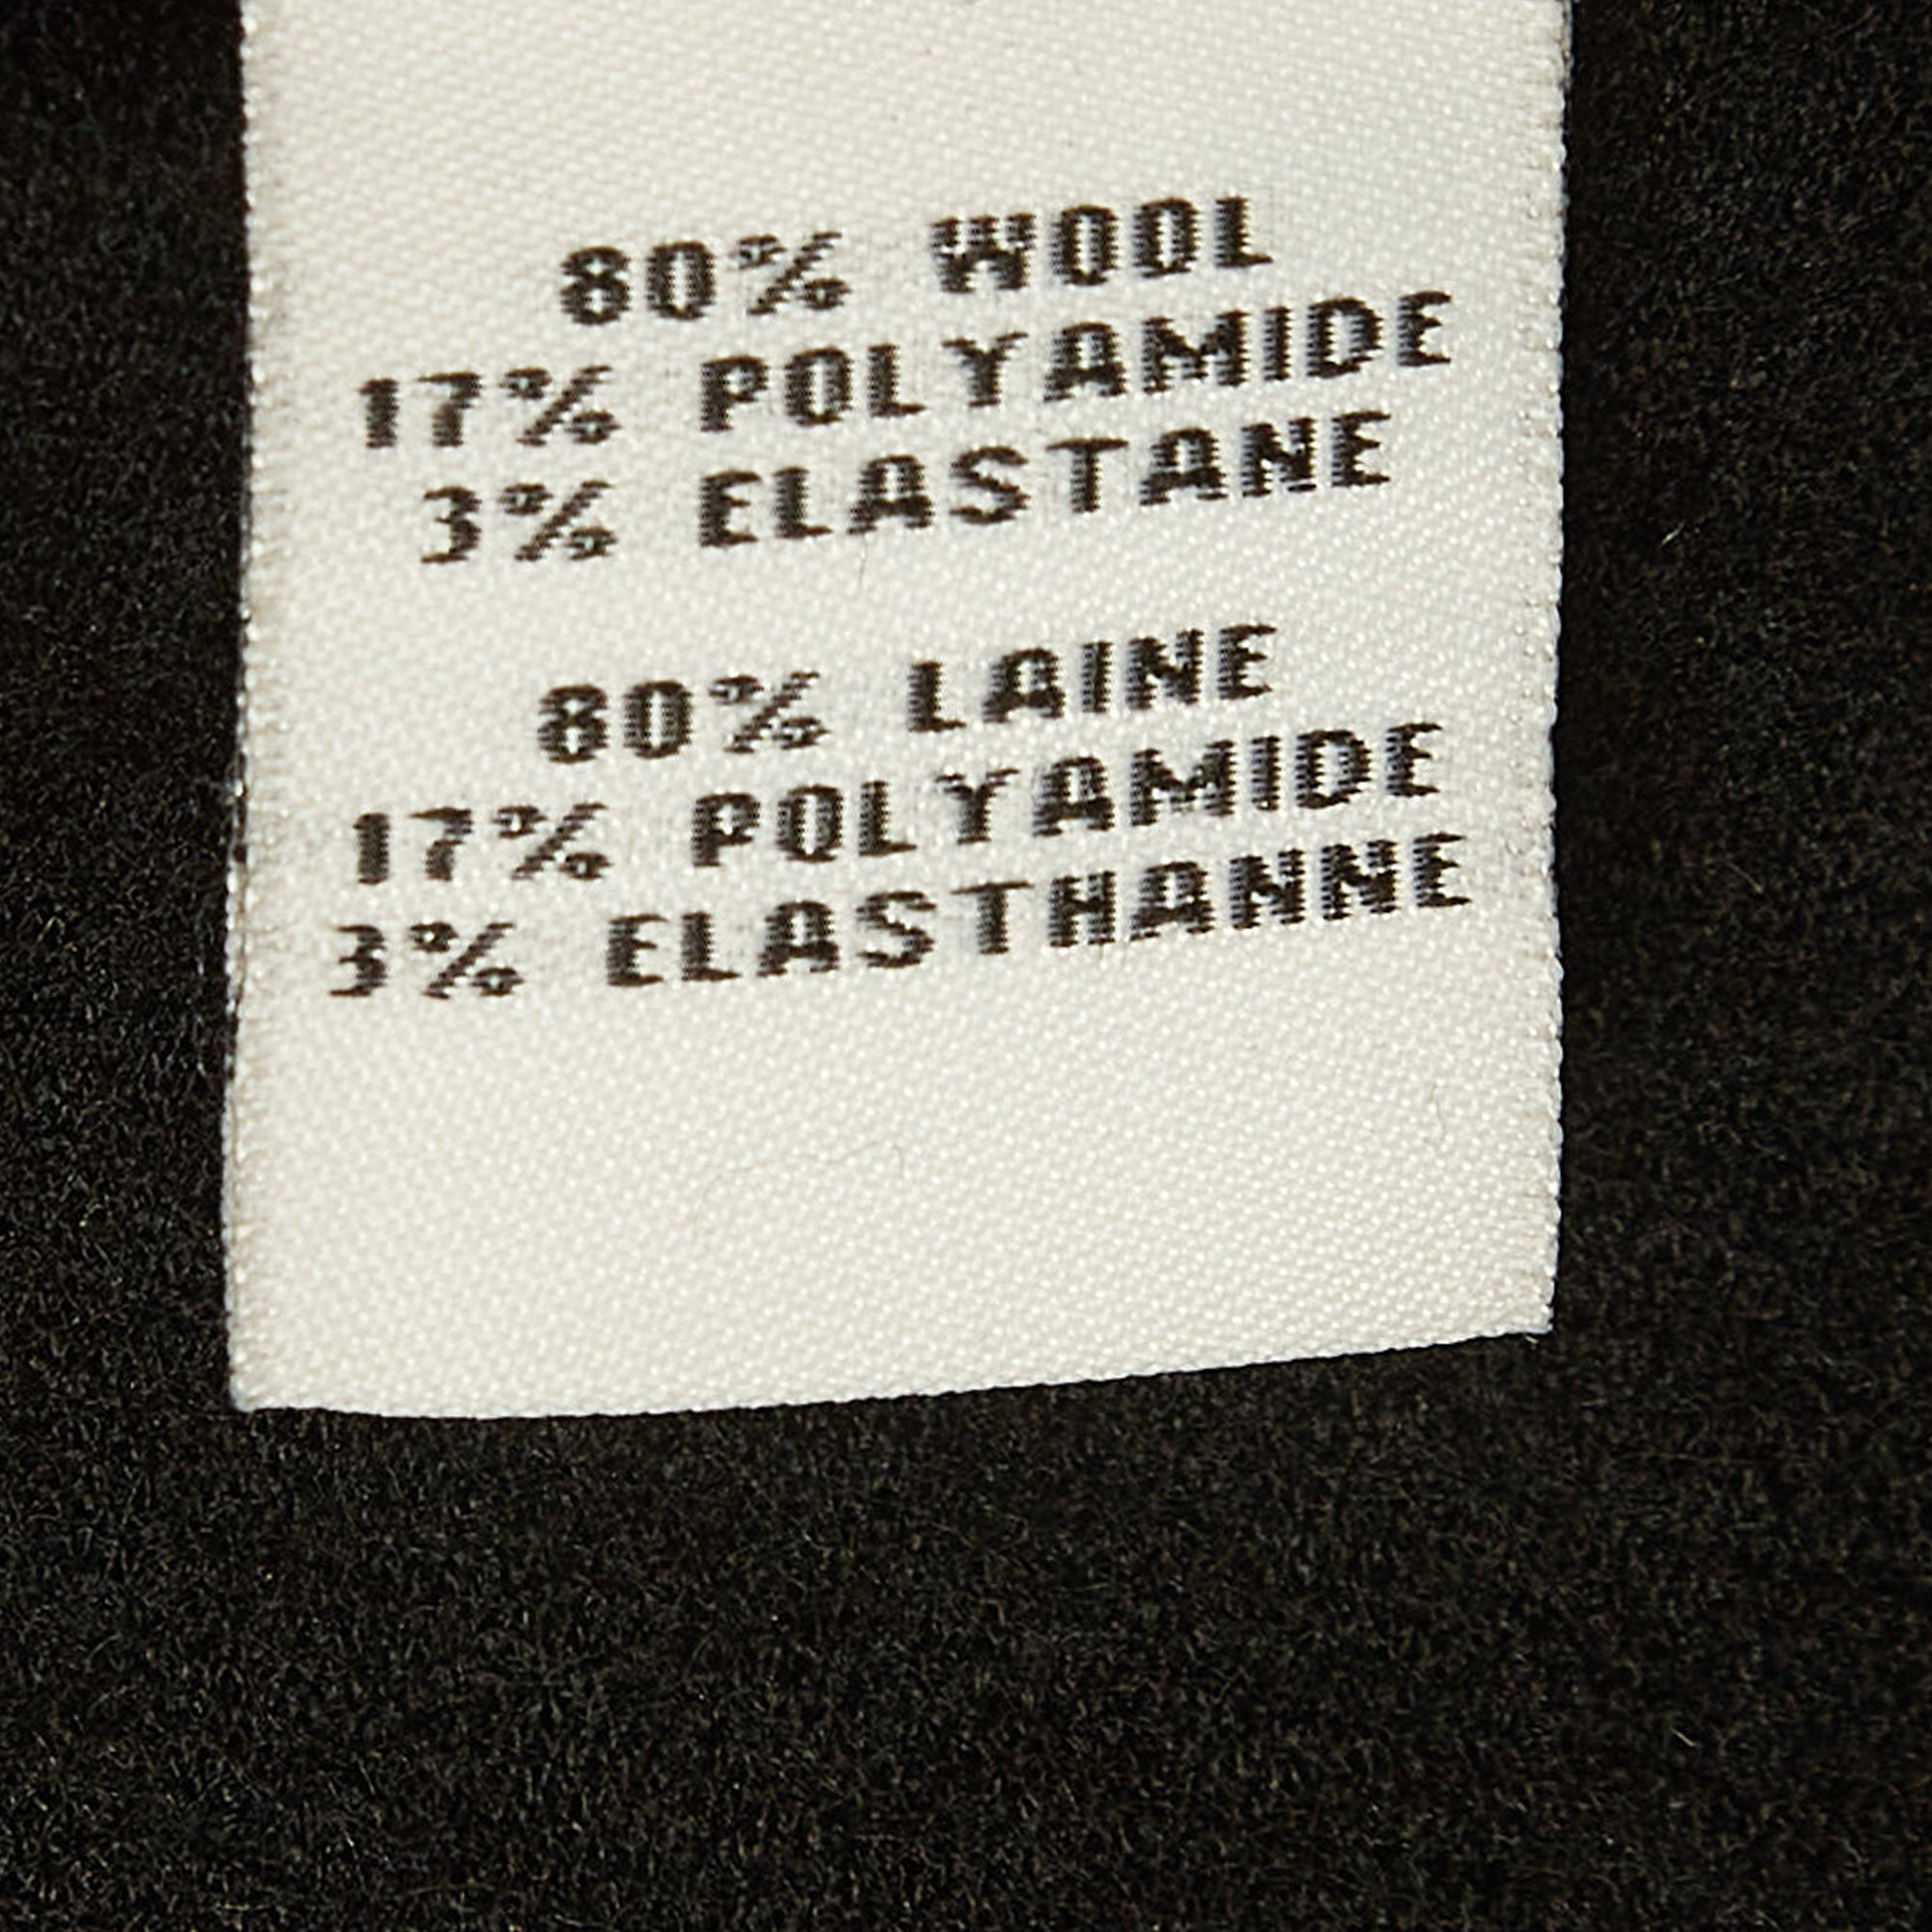 80% WOOL
17% POLYAMIDE
3% ELASTANE
80% LAINE
17% POLYAMIDE
3% ELASTHANNE